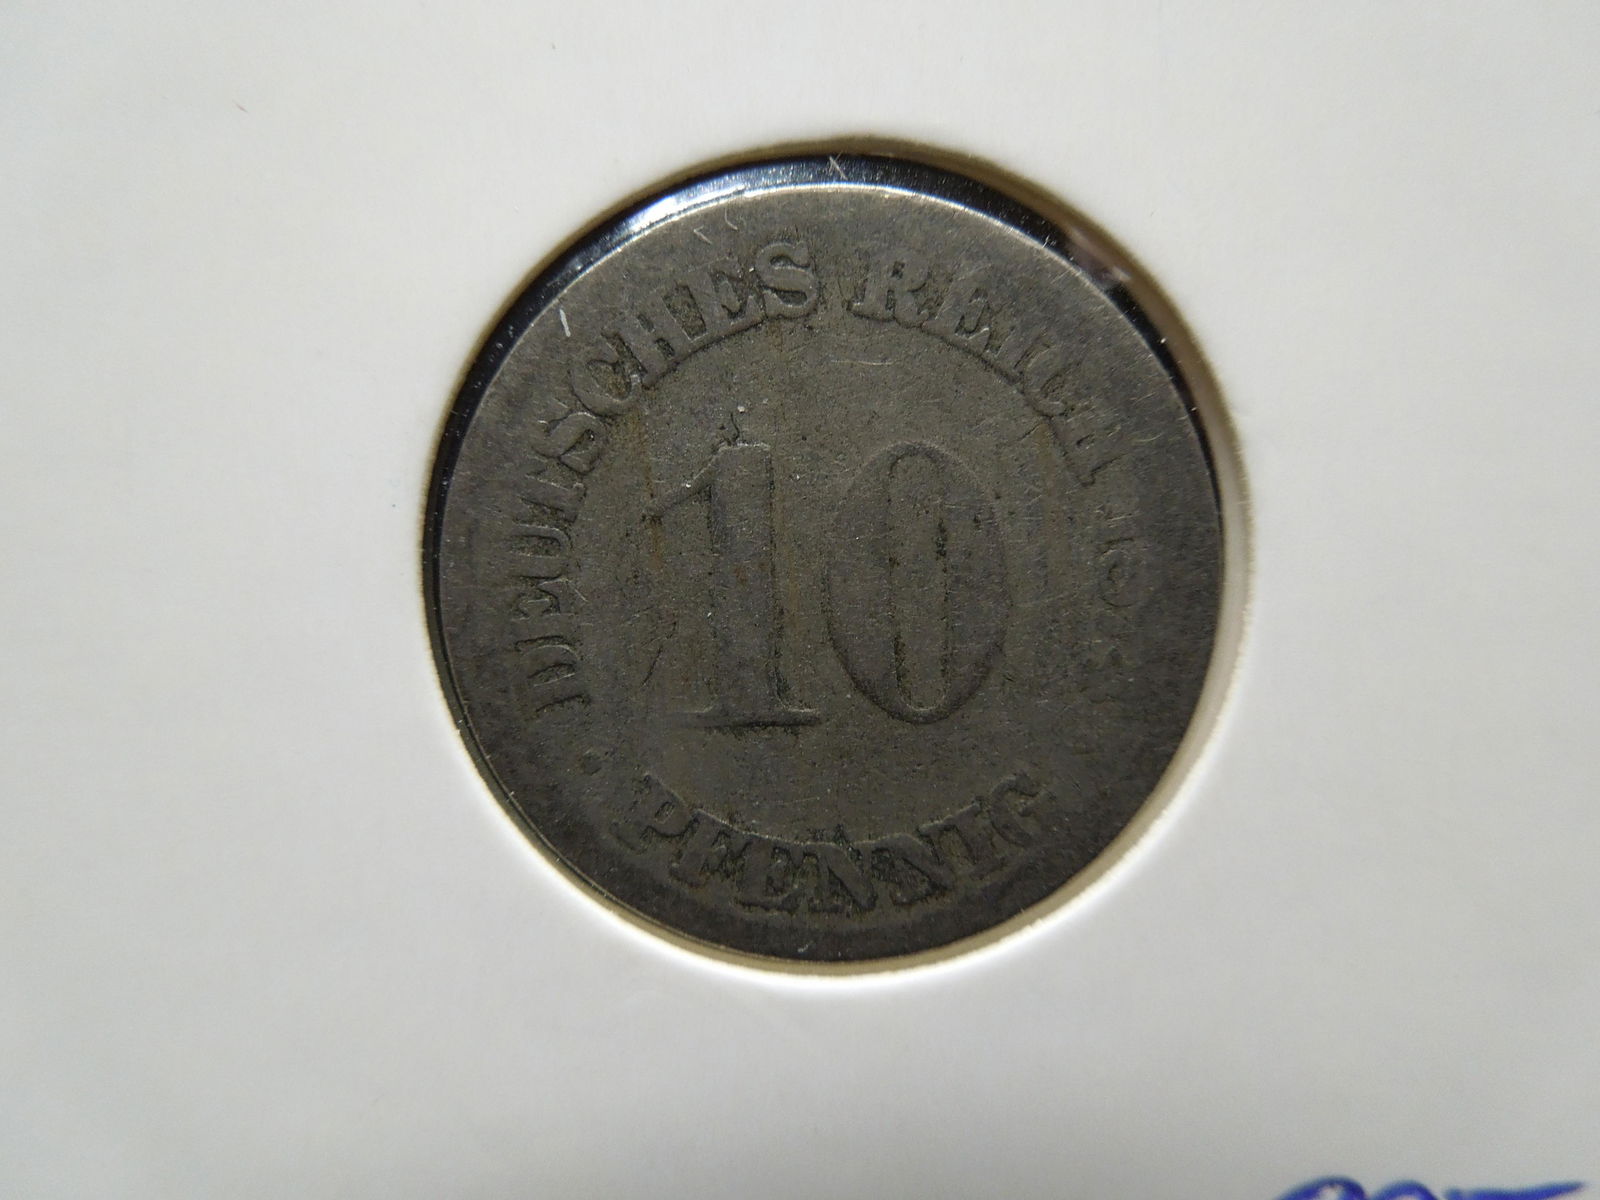 DEUTSCHES REICH
10
PFENNIG